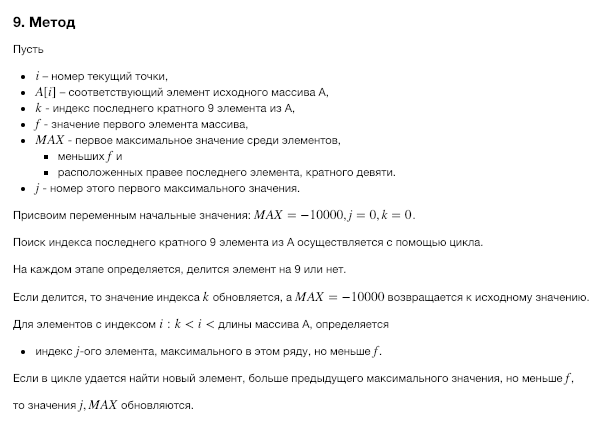 9. Метод
Пусть
• i – номер текущий точки,
• A[i] – соответствующий элемент исходного массива A,
• k - индекс последнего кратного 9 элемента из A,
• f - значение первого элемента массива,
• MAX - первое максимальное значение среди элементов,
▪ меньших f и
▪ расположенных правее последнего элемента, кратного девяти.
• j - номер этого первого максимального значения.
Присвоим переменным начальные значения: MAX = −10000, j = 0, k = 0.
Поиск индекса последнего кратного 9 элемента из A осуществляется с помощью цикла.
На каждом этапе определяется, делится элемент на 9 или нет.
Если делится, то значение индекса k обновляется, а MAX = −10000 возвращается к исходному значению.
Для элементов с индексом i : k < i < длины массива A, определяется
• индекс j-ого элемента, максимального в этом ряду, но меньше f.
Если в цикле удается найти новый элемент, больше предыдущего максимального значения, но меньше f,
то значения j, MAX обновляются.